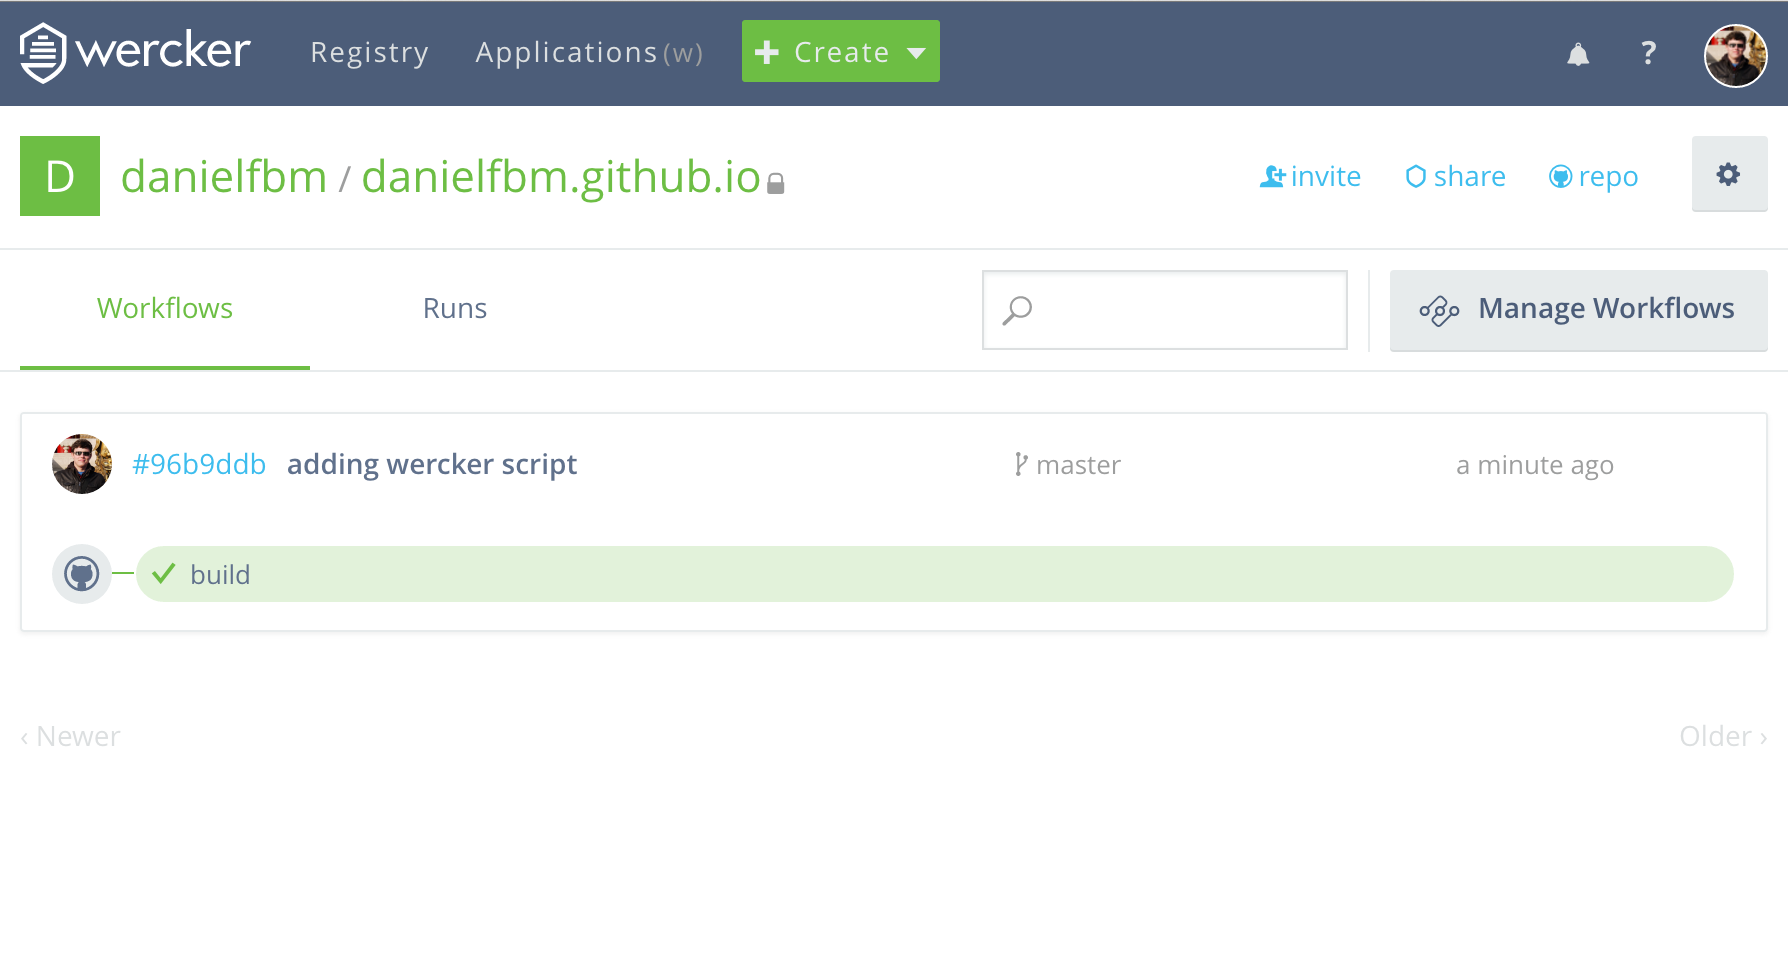 wercker Registry Applications(w) Create ?
D danielfbm / danielfbm.github.io invite share repo
Workflows Runs Manage Workflows
#96b9ddb adding wercker script master a minute ago
build
‹ Newer Older ›